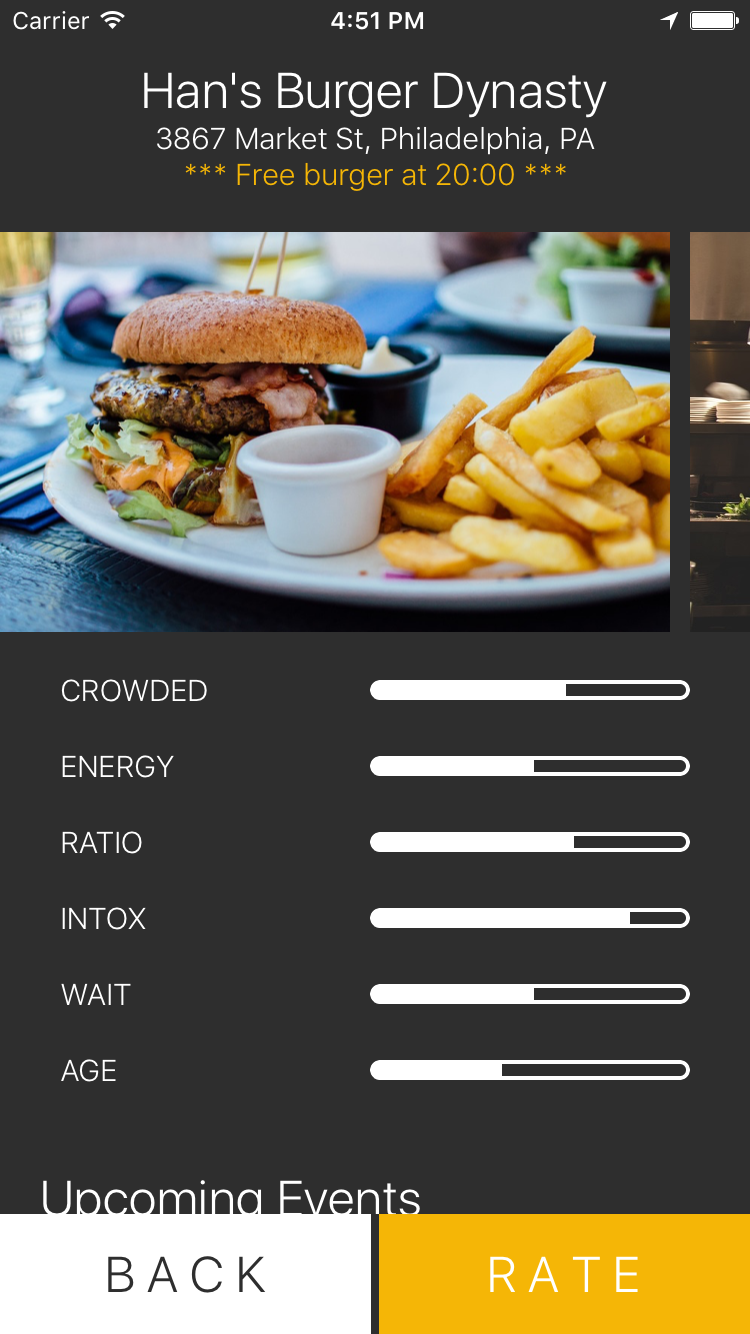 Carrier 4:51 PM
Han's Burger Dynasty
3867 Market St, Philadelphia, PA
*** Free burger at 20:00 ***
CROWDED
ENERGY
RATIO
INTOX
WAIT
AGE
Upcoming Events
BACK RATE